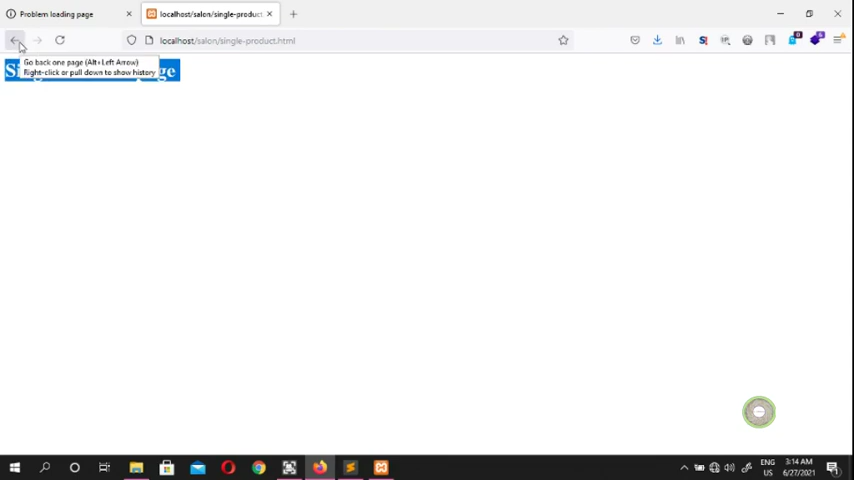 Problem loading page
localhost/salon/single-product.
localhost/salon/single-product.html
Go back one page (Alt+Left Arrow)
Right-click or pull down to show history
ENG
US
3:14 AM
6/27/2021